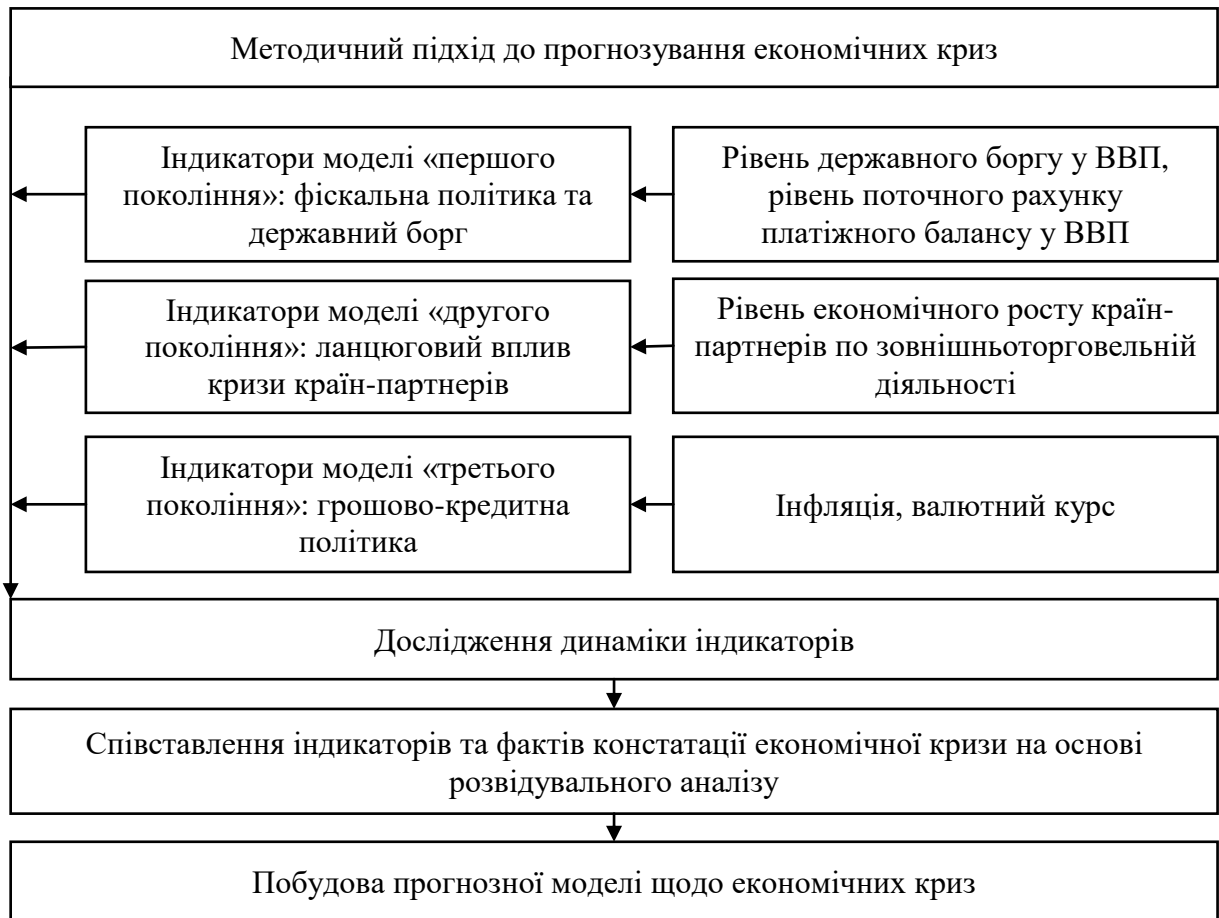 Методичний підхід до прогнозування економічних криз
Індикатори моделі «першого
покоління»: фіскальна політика та
державний борг
Рівень державного боргу у ВВП,
рівень поточного рахунку
платіжного балансу у ВВП
Індикатори моделі «другого
покоління»: ланцюговий вплив
кризи країн-партнерів
Рівень економічного росту країн-
партнерів по зовнішньоторговельній
діяльності
Індикатори моделі «третього
покоління»: грошово-кредитна
політика
Інфляція, валютний курс
Дослідження динаміки індикаторів
Співставлення індикаторів та фактів констатації економічної кризи на основі
розвідувального аналізу
Побудова прогнозної моделі щодо економічних криз